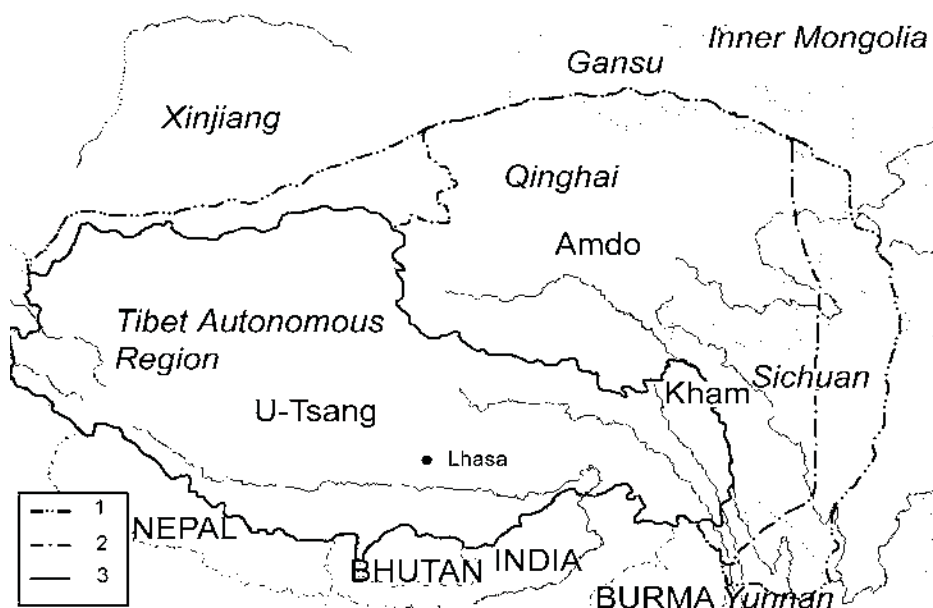 Inner Mongolia
Gansu
Xinjiang
Qinghai
Amdo
Tibet Autonomous
Region
Sichuan
Kham
U-Tsang
Lhasa
1
2
3
NEPAL
BHUTAN
INDIA
BURMA
Yunnan